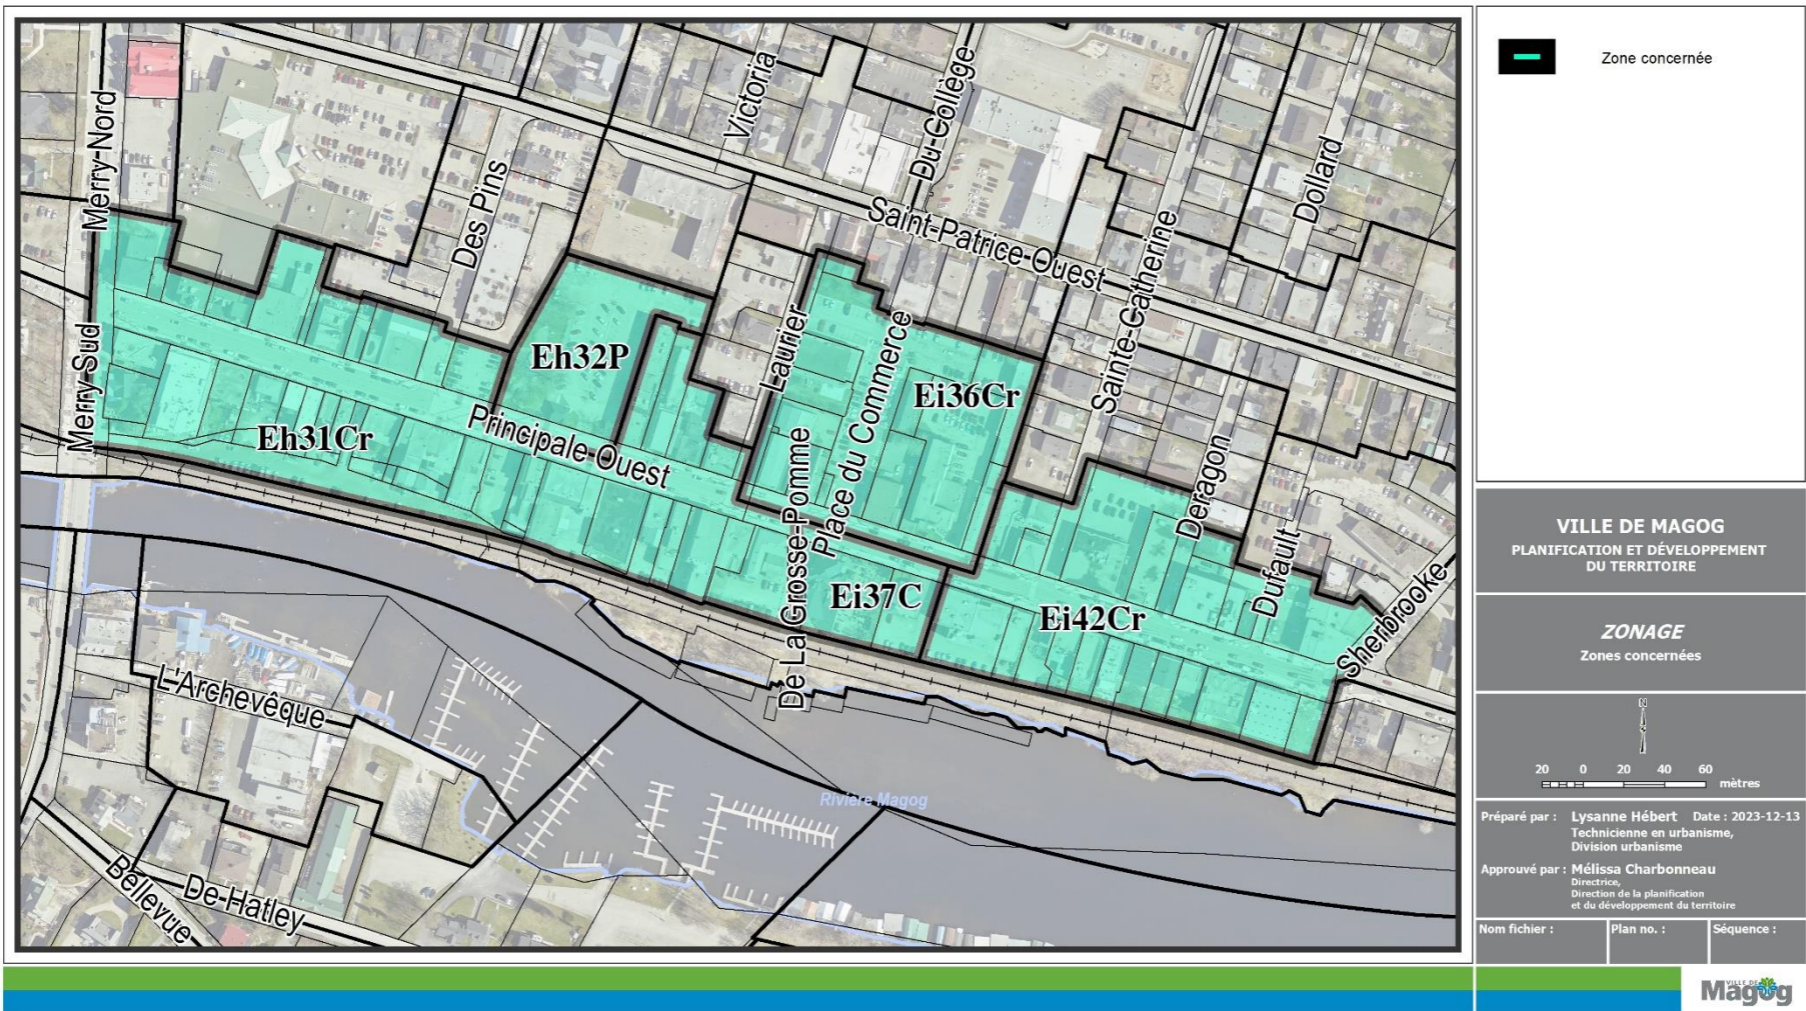 Merry-Nord
Victoria
Du-Collège
Des Pins
Dollard
Saint-Patrice-Ouest
Sainte-Catherine
Merry-Sud
Eh32P
Laurier
Place du Commerce
Ei36Cr
Eh31Cr
Principale-Ouest
De-La-Grosse-Pomme
Deragon
Ei37C
Ei42Cr
Dufault
Sherbrooke
L'Archevêque
Rivière Magog
Bellevue
De-Hatley
Zone concernée
VILLE DE MAGOG
PLANIFICATION ET DÉVELOPPEMENT
DU TERRITOIRE
ZONAGE
Zones concernées
N
20 0 20 40 60
mètres
Préparé par : Lysanne Hébert Date : 2023-12-13
Technicienne en urbanisme,
Division urbanisme
Approuvé par : Mélissa Charbonneau
Directrice,
Direction de la planification
et du développement du territoire
Nom fichier : Plan no. : Séquence :
VILLE DE
Magog